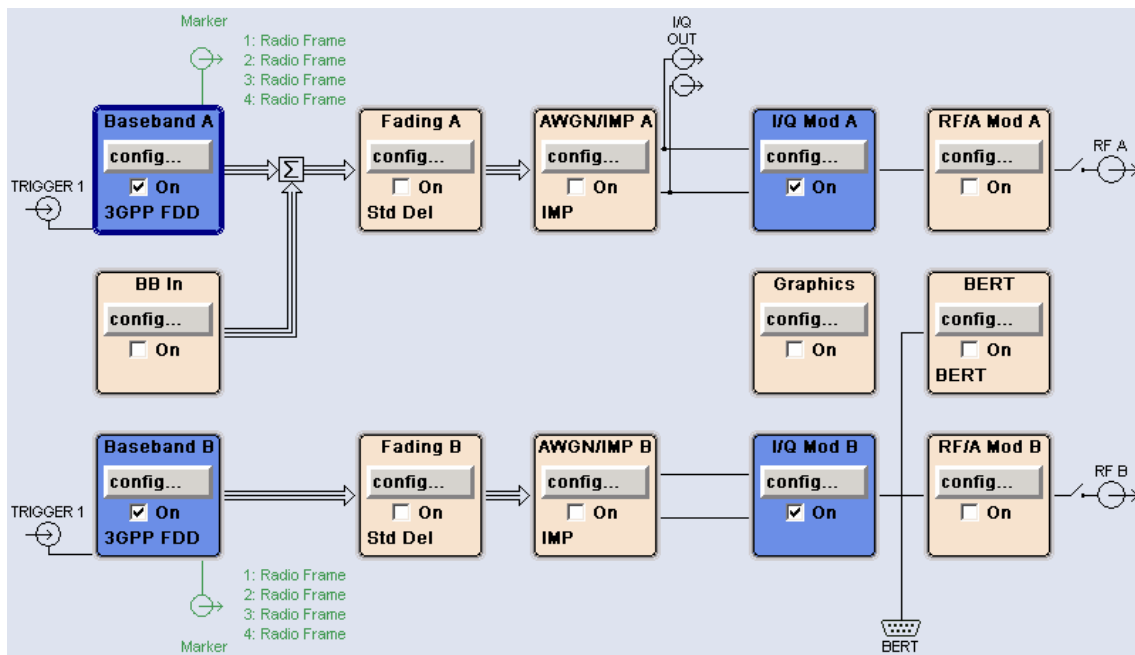 Marker
1: Radio Frame
2: Radio Frame
3: Radio Frame
4: Radio Frame
I/Q
OUT
TRIGGER 1
Baseband A
config...
On
3GPP FDD
Σ
Fading A
config...
On
Std Del
AWGN/IMP A
config...
On
IMP
I/Q Mod A
config...
On
RF/A Mod A
config...
On
RF A
BB In
config...
On
Graphics
config...
On
BERT
config...
On
BERT
TRIGGER 1
Baseband B
config...
On
3GPP FDD
Fading B
config...
On
Std Del
AWGN/IMP B
config...
On
IMP
I/Q Mod B
config...
On
RF/A Mod B
config...
On
RF B
1: Radio Frame
2: Radio Frame
3: Radio Frame
4: Radio Frame
Marker
BERT